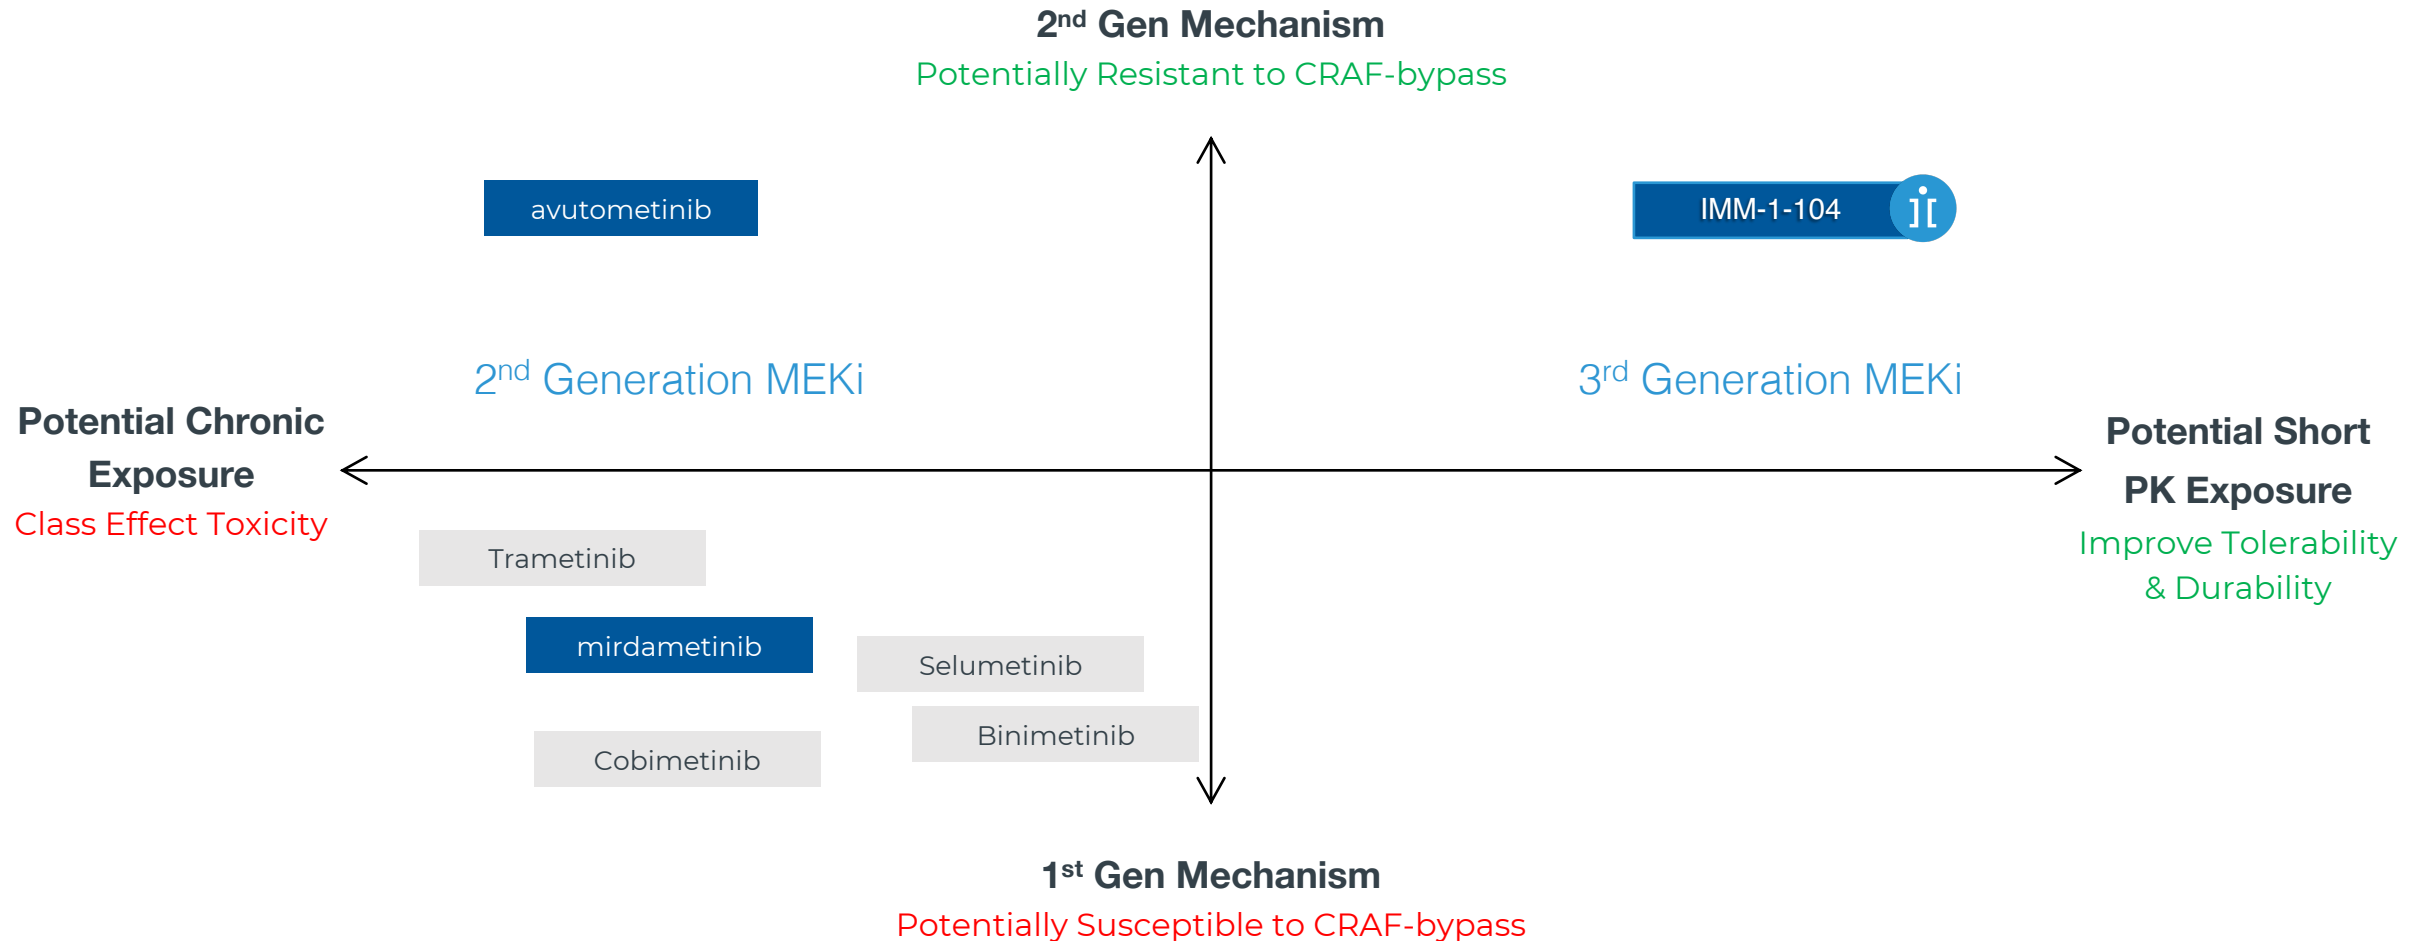 2nd Gen Mechanism
Potentially Resistant to CRAF-bypass
avutometinib
IMM-1-104
2nd Generation MEKi
3rd Generation MEKi
Potential Chronic
Exposure
Class Effect Toxicity
Potential Short
PK Exposure
Improve Tolerability
& Durability
Trametinib
mirdametinib
Selumetinib
Binimetinib
Cobimetinib
1st Gen Mechanism
Potentially Susceptible to CRAF-bypass